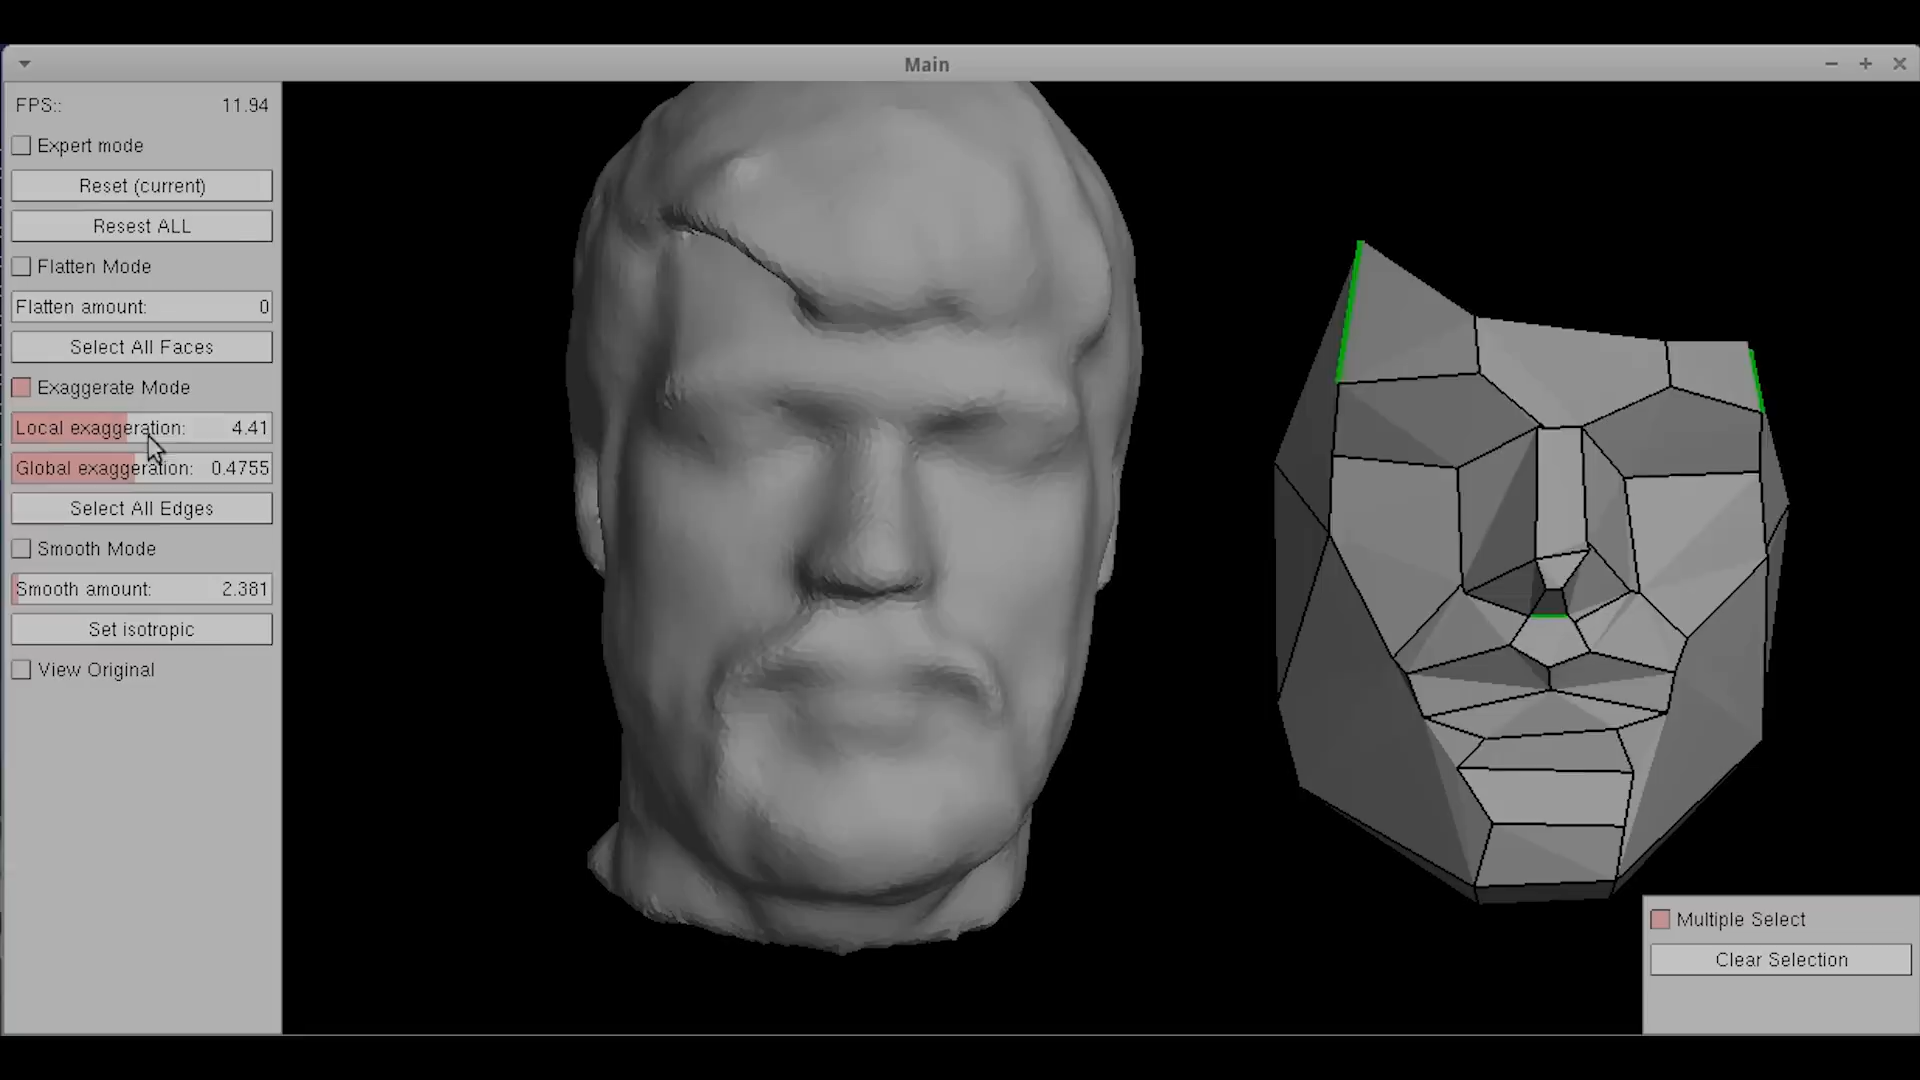 Main
FPS:: 11.94
Expert mode
Reset (current)
Resest ALL
Flatten Mode
Flatten amount: 0
Select All Faces
Exaggerate Mode
Local exaggeration: 4.41
Global exaggeration: 0.4755
Select All Edges
Smooth Mode
Smooth amount: 2.381
Set isotropic
View Original
Multiple Select
Clear Selection